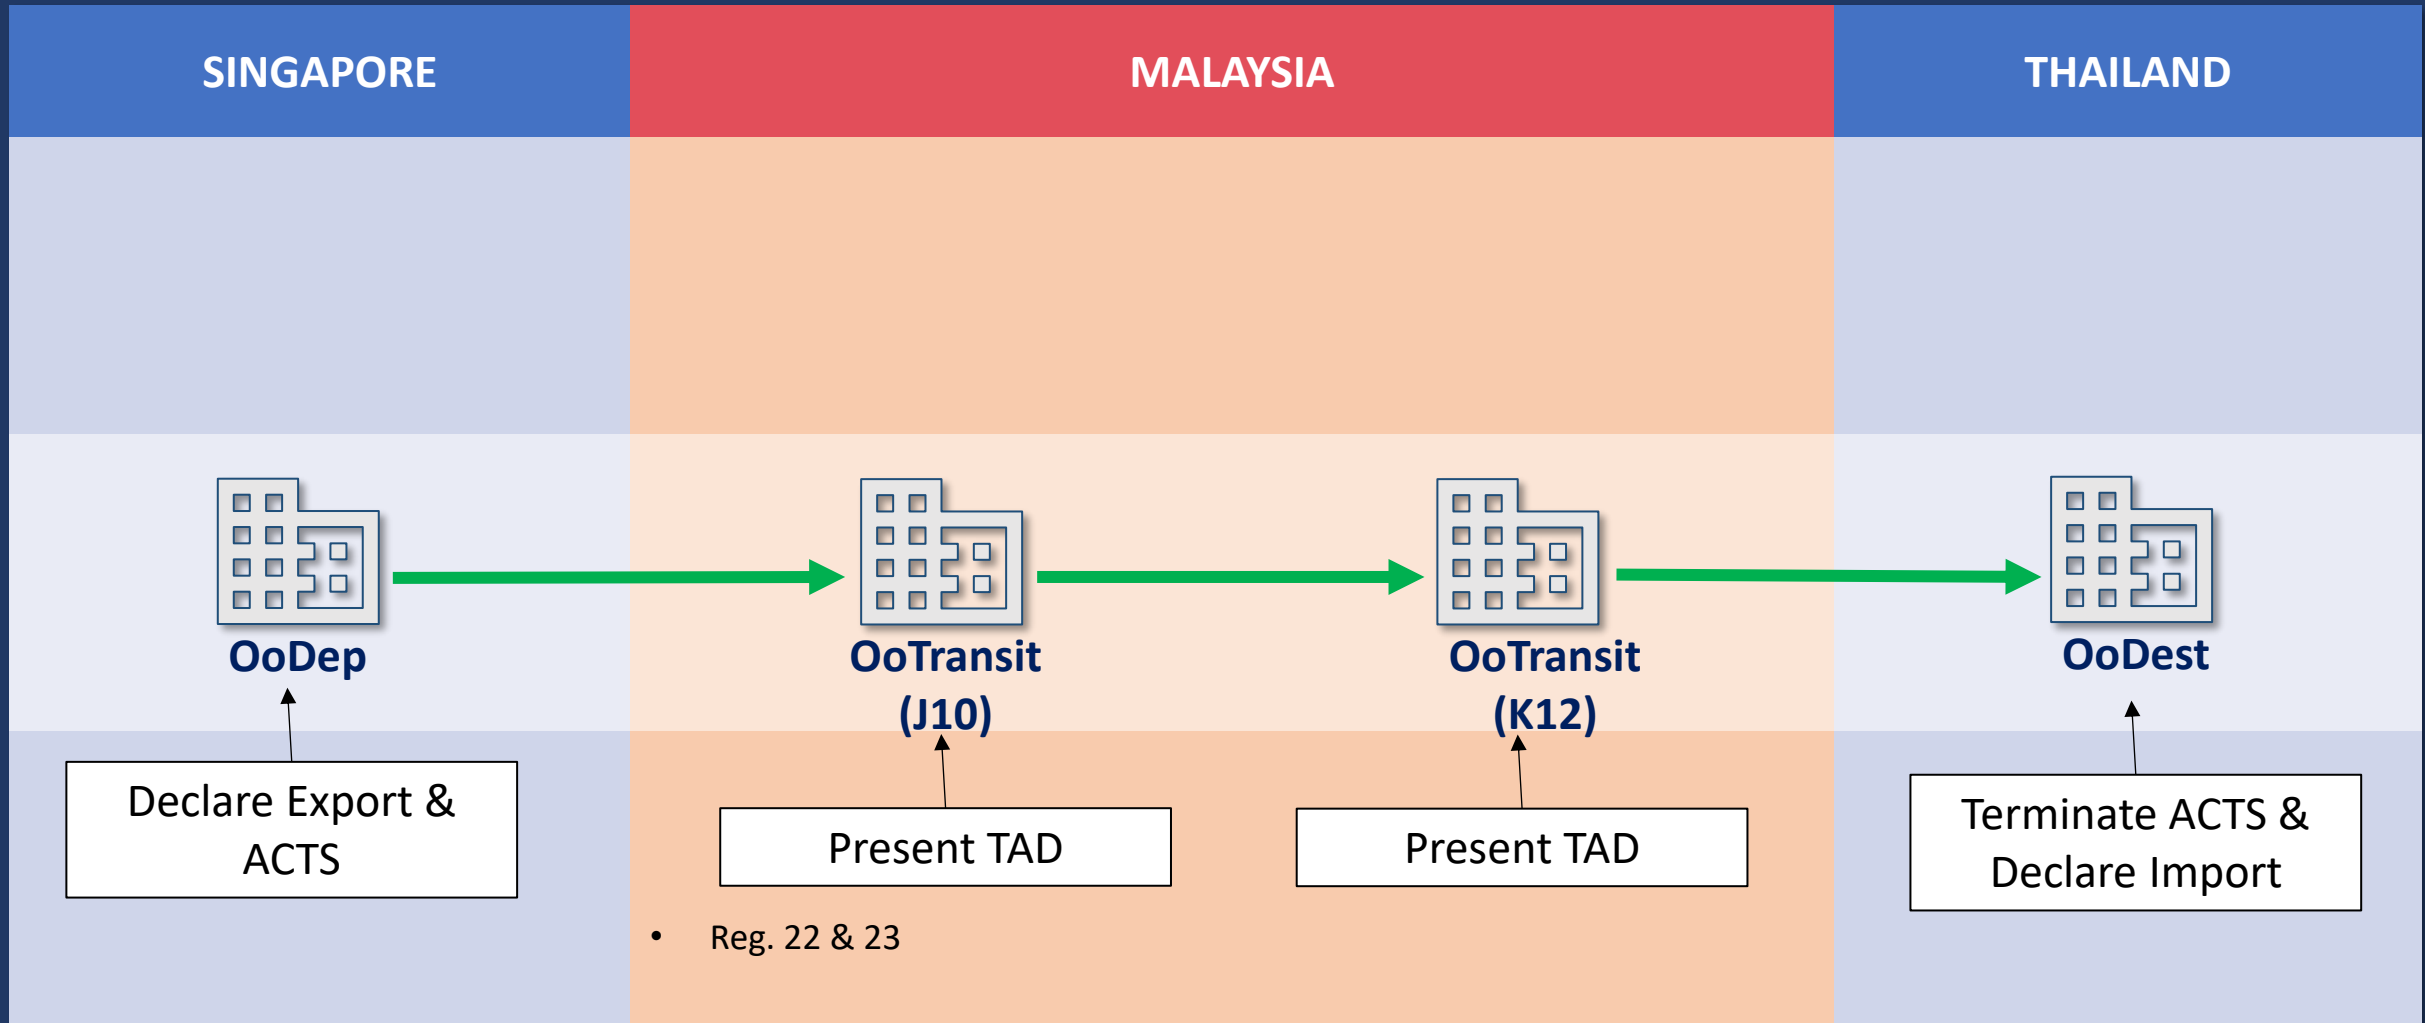 SINGAPORE
MALAYSIA
THAILAND
OoDep
OoTransit
(J10)
OoTransit
(K12)
OoDest
Declare Export &
ACTS
Present TAD
Present TAD
Terminate ACTS &
Declare Import
• Reg. 22 & 23